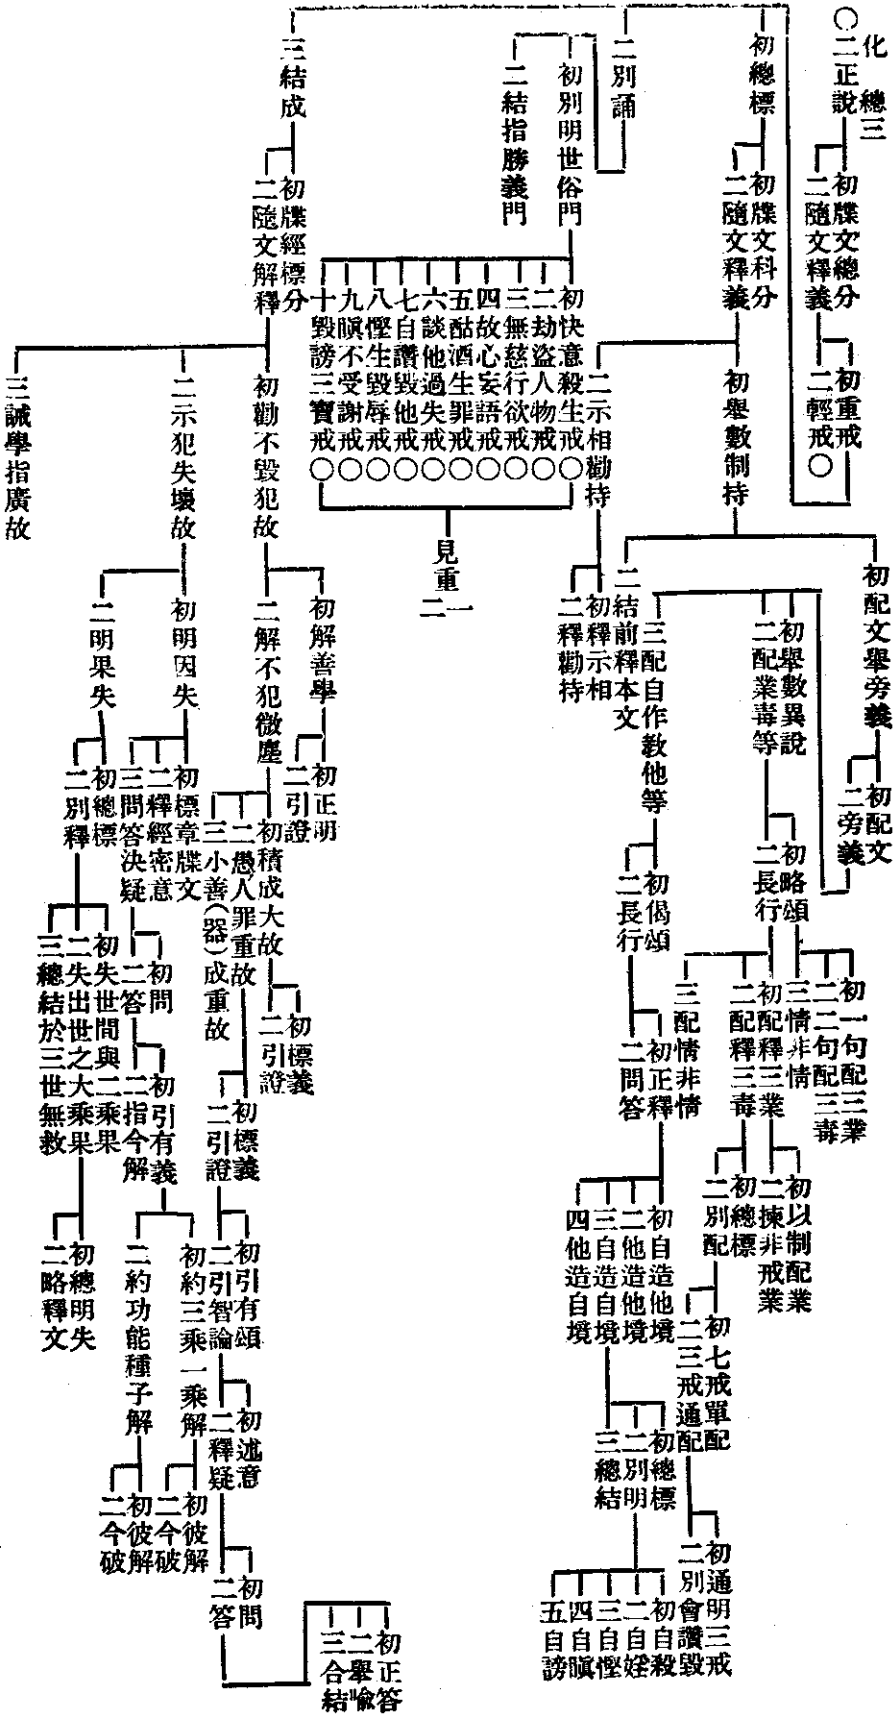 化　總三
○二正說
初牒文總分
二隨文釋義
初重戒
二輕戒○
初總標
初牒文科分
二隨文釋義
初舉數制持
初配文舉旁義
初配文
二旁義
初舉數異說
二配業毒等
初略頌
初一句配三業
二二句配三毒
三情非情
二長行
初配釋三業
初以制配業
二揀非戒業
二配釋三毒
初總標
二別配
初七戒單配
二三戒通配
初通明三戒
二別會讚毀
三配情非情
三配自作教他等
初偈頌
二長行
初正釋
初自造他境
二他造他境
三自造自境
初總標
二別明
初自殺
二自婬
三自慳
四自瞋
五自謗
三總結
四他造自境
二問答
二結前釋本文
二示相勸持
初釋示相
二釋勸持
二別誦
初別明世俗門
初快意殺生戒○
二劫盜人物戒○
三無慈行欲戒○
四故心妄語戒○
五酤酒生罪戒○
六談他過失戒○
七自讚毀他戒○
八慳生毀辱戒○
九瞋不受謝戒○
十毀謗三寶戒○
見重二一
二結指勝義門
三結成
初牒經標分
二隨文解釋
初勸不毀犯故
初解善學
初正明
二引證
二解不犯微塵
初積成大故
初標義
二引證
二愚人罪重故
初標義
二引證
初引有頌
二引智論
初述意
二釋疑
初問
二答
初正答
二舉喻
三合結
三小善（器）成重故
二示犯失壞故
初明因失
初標章牒文
二釋經密意
三問答決疑
初問
二答
初引有義
初約三乘一乘解
初彼解
二今破
二約功能種子解
初彼解
二今破
二指今解
二明果失
初總標
二別釋
初失世間與二乘果
二失出世之大乘果
初總明失
二略釋文
三總結於三世無救
三誡學指廣故